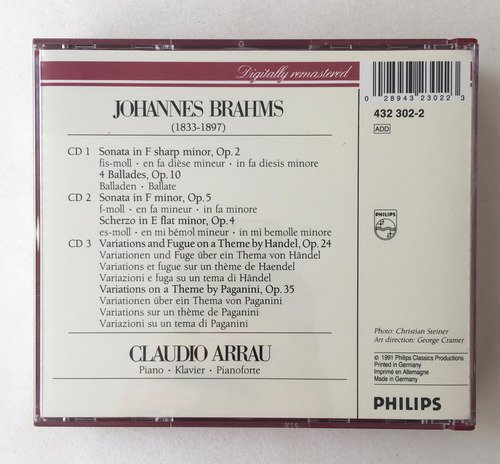 Digitally remastered
JOHANNES BRAHMS
(1833-1897)
CD 1 Sonata in F sharp minor, Op. 2
fis-moll · en fa dièse mineur · in fa diesis minore
4 Ballades, Op. 10
Balladen · Ballate
CD 2 Sonata in F minor, Op. 5
f-moll · en fa mineur · in fa minore
Scherzo in E flat minor, Op. 4
es-moll · en mi bémol mineur · in mi bemolle minore
CD 3 Variations and Fugue on a Theme by Handel, Op. 24
Variationen und Fuge über ein Thema von Händel
Variations et fugue sur un thème de Haendel
Variazioni e fuga su un tema di Händel
Variations on a Theme by Paganini, Op. 35
Variationen über ein Thema von Paganini
Variations sur un thème de Paganini
Variazioni su un tema di Paganini
CLAUDIO ARRAU
Piano · Klavier · Pianoforte
0 28943 23022 3
432 302-2
ADD
PHILIPS
Photo: Christian Steiner
Art direction: George Cramer
© 1991 Philips Classics Productions
Printed in Germany
Imprimé en Allemagne
Made in Germany
PHILIPS